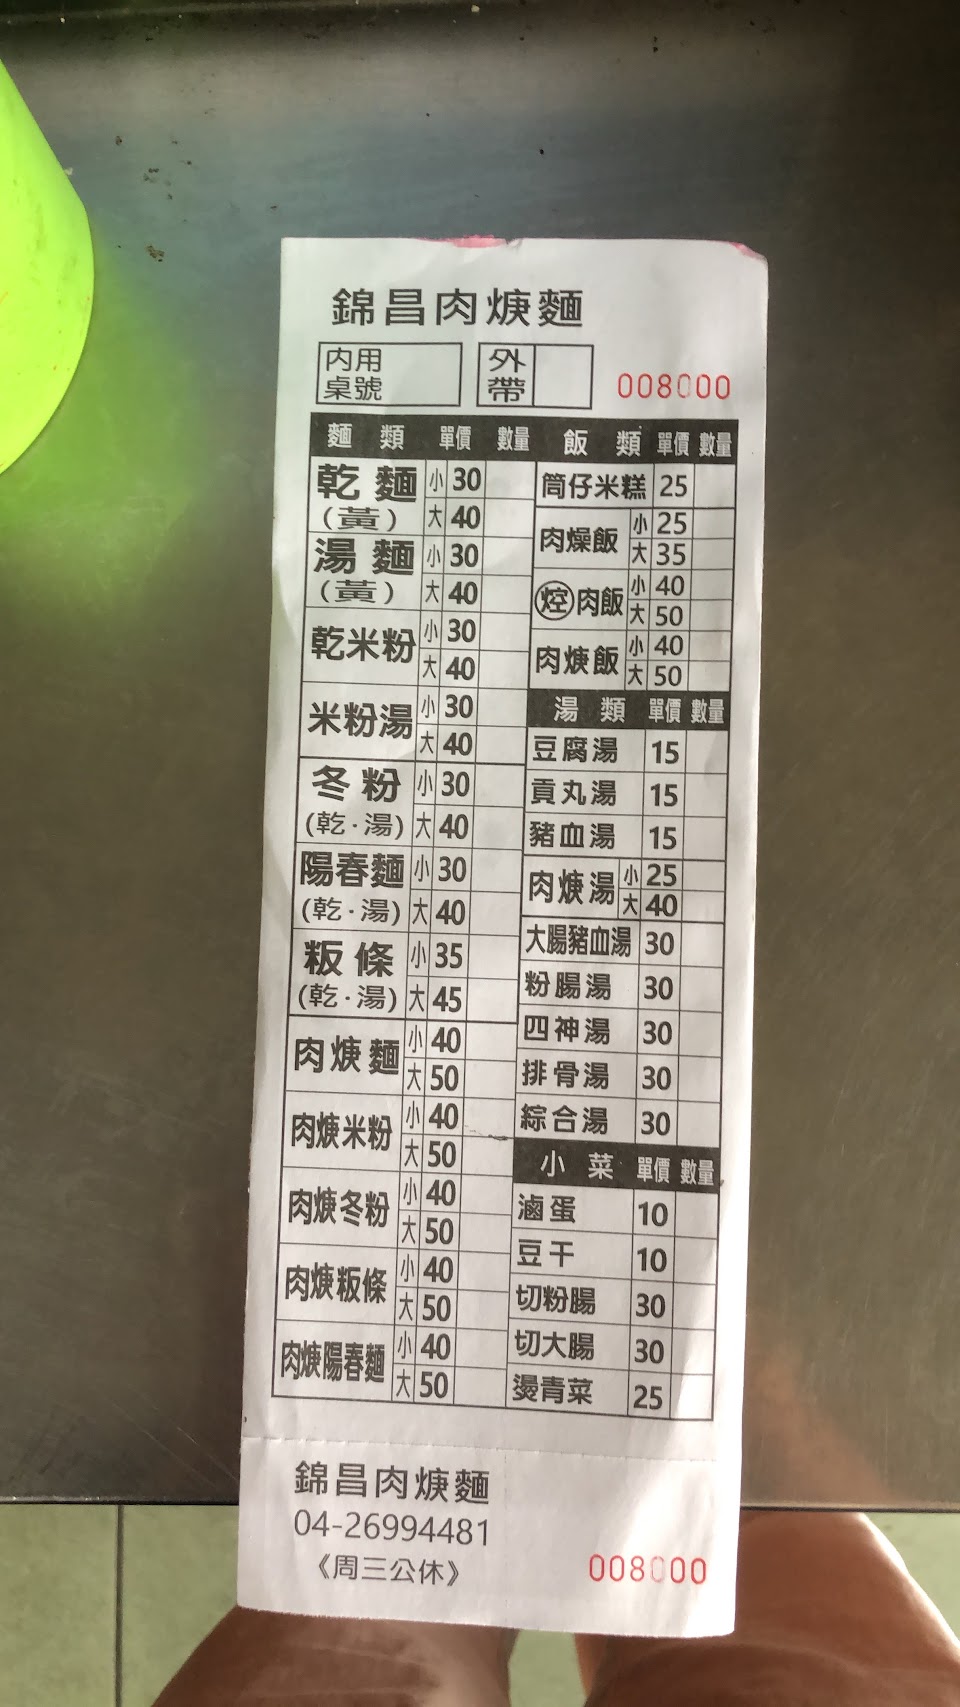 錦昌肉焿麵
內用
桌號
外
帶
008000
麵 類 單價 數量
乾麵 小 30
(黃) 大 40
湯麵 小 30
(黃) 大 40
乾米粉 小 30
大 40
米粉湯 小 30
大 40
冬粉 小 30
(乾·湯) 大 40
陽春麵 小 30
(乾·湯) 大 40
粄條 小 35
(乾·湯) 大 45
肉焿麵 小 40
大 50
肉焿米粉 小 40
大 50
肉焿冬粉 小 40
大 50
肉焿粄條 小 40
大 50
肉焿陽春麵 小 40
大 50
飯 類 單價 數量
筒仔米糕 25
肉燥飯 小 25
大 35
焢肉飯 小 40
大 50
肉焿飯 小 40
大 50
湯 類 單價 數量
豆腐湯 15
貢丸湯 15
豬血湯 15
肉焿湯 小 25
大 40
大腸豬血湯 30
粉腸湯 30
四神湯 30
排骨湯 30
綜合湯 30
小 菜 單價 數量
滷蛋 10
豆干 10
切粉腸 30
切大腸 30
燙青菜 25
錦昌肉焿麵
04-26994481
《周三公休》
008000